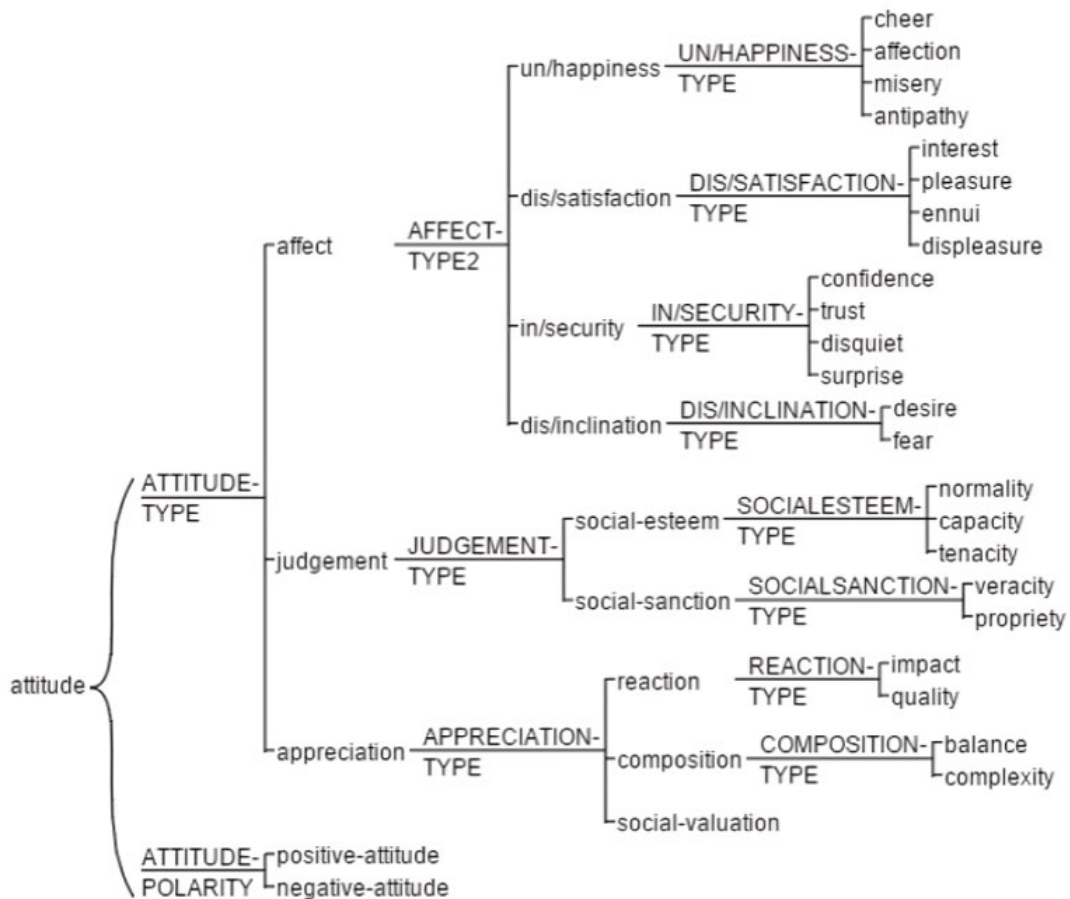 cheer
un/happiness UN/HAPPINESS- affection
TYPE misery
antipathy
interest
dis/satisfaction DIS/SATISFACTION- pleasure
TYPE ennui
displeasure
affect AFFECT-
TYPE2
confidence
in/security IN/SECURITY- trust
TYPE disquiet
surprise
dis/inclination DIS/INCLINATION- desire
TYPE fear
ATTITUDE-
TYPE
normality
social-esteem SOCIALESTEEM- capacity
TYPE tenacity
judgement JUDGEMENT-
TYPE
social-sanction SOCIALSANCTION- veracity
TYPE propriety
attitude
reaction REACTION- impact
TYPE quality
appreciation APPRECIATION-
TYPE
composition COMPOSITION- balance
TYPE complexity
social-valuation
ATTITUDE- positive-attitude
POLARITY negative-attitude